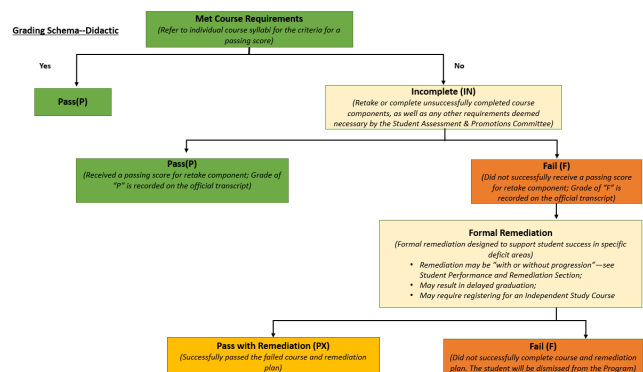 Met Course Requirements
(Refer to individual course syllabi for the criteria for a
passing score)
Grading Schema--Didactic
Yes
No
Pass(P)
Incomplete (IN)
(Retake or complete unsuccessfully completed course
components, as well as any other requirements deemed
necessary by the Student Assessment & Promotions Committee)
Pass(P)
(Received a passing score for retake component; Grade of
"P" is recorded on the official transcript)
Fail (F)
(Did not successfully receive a passing score
for retake component; Grade of "F" is
recorded on the official transcript)
Formal Remediation
(Formal remediation designed to support student success in specific
deficit areas)
• Remediation may be "with or without progression"—see
Student Performance and Remediation Section;
• May result in delayed graduation;
• May require registering for an Independent Study Course
Pass with Remediation (PX)
(Successfully passed the failed course and remediation
plan)
Fail (F)
(Did not successfully complete course and remediation
plan. The student will be dismissed from the Program)